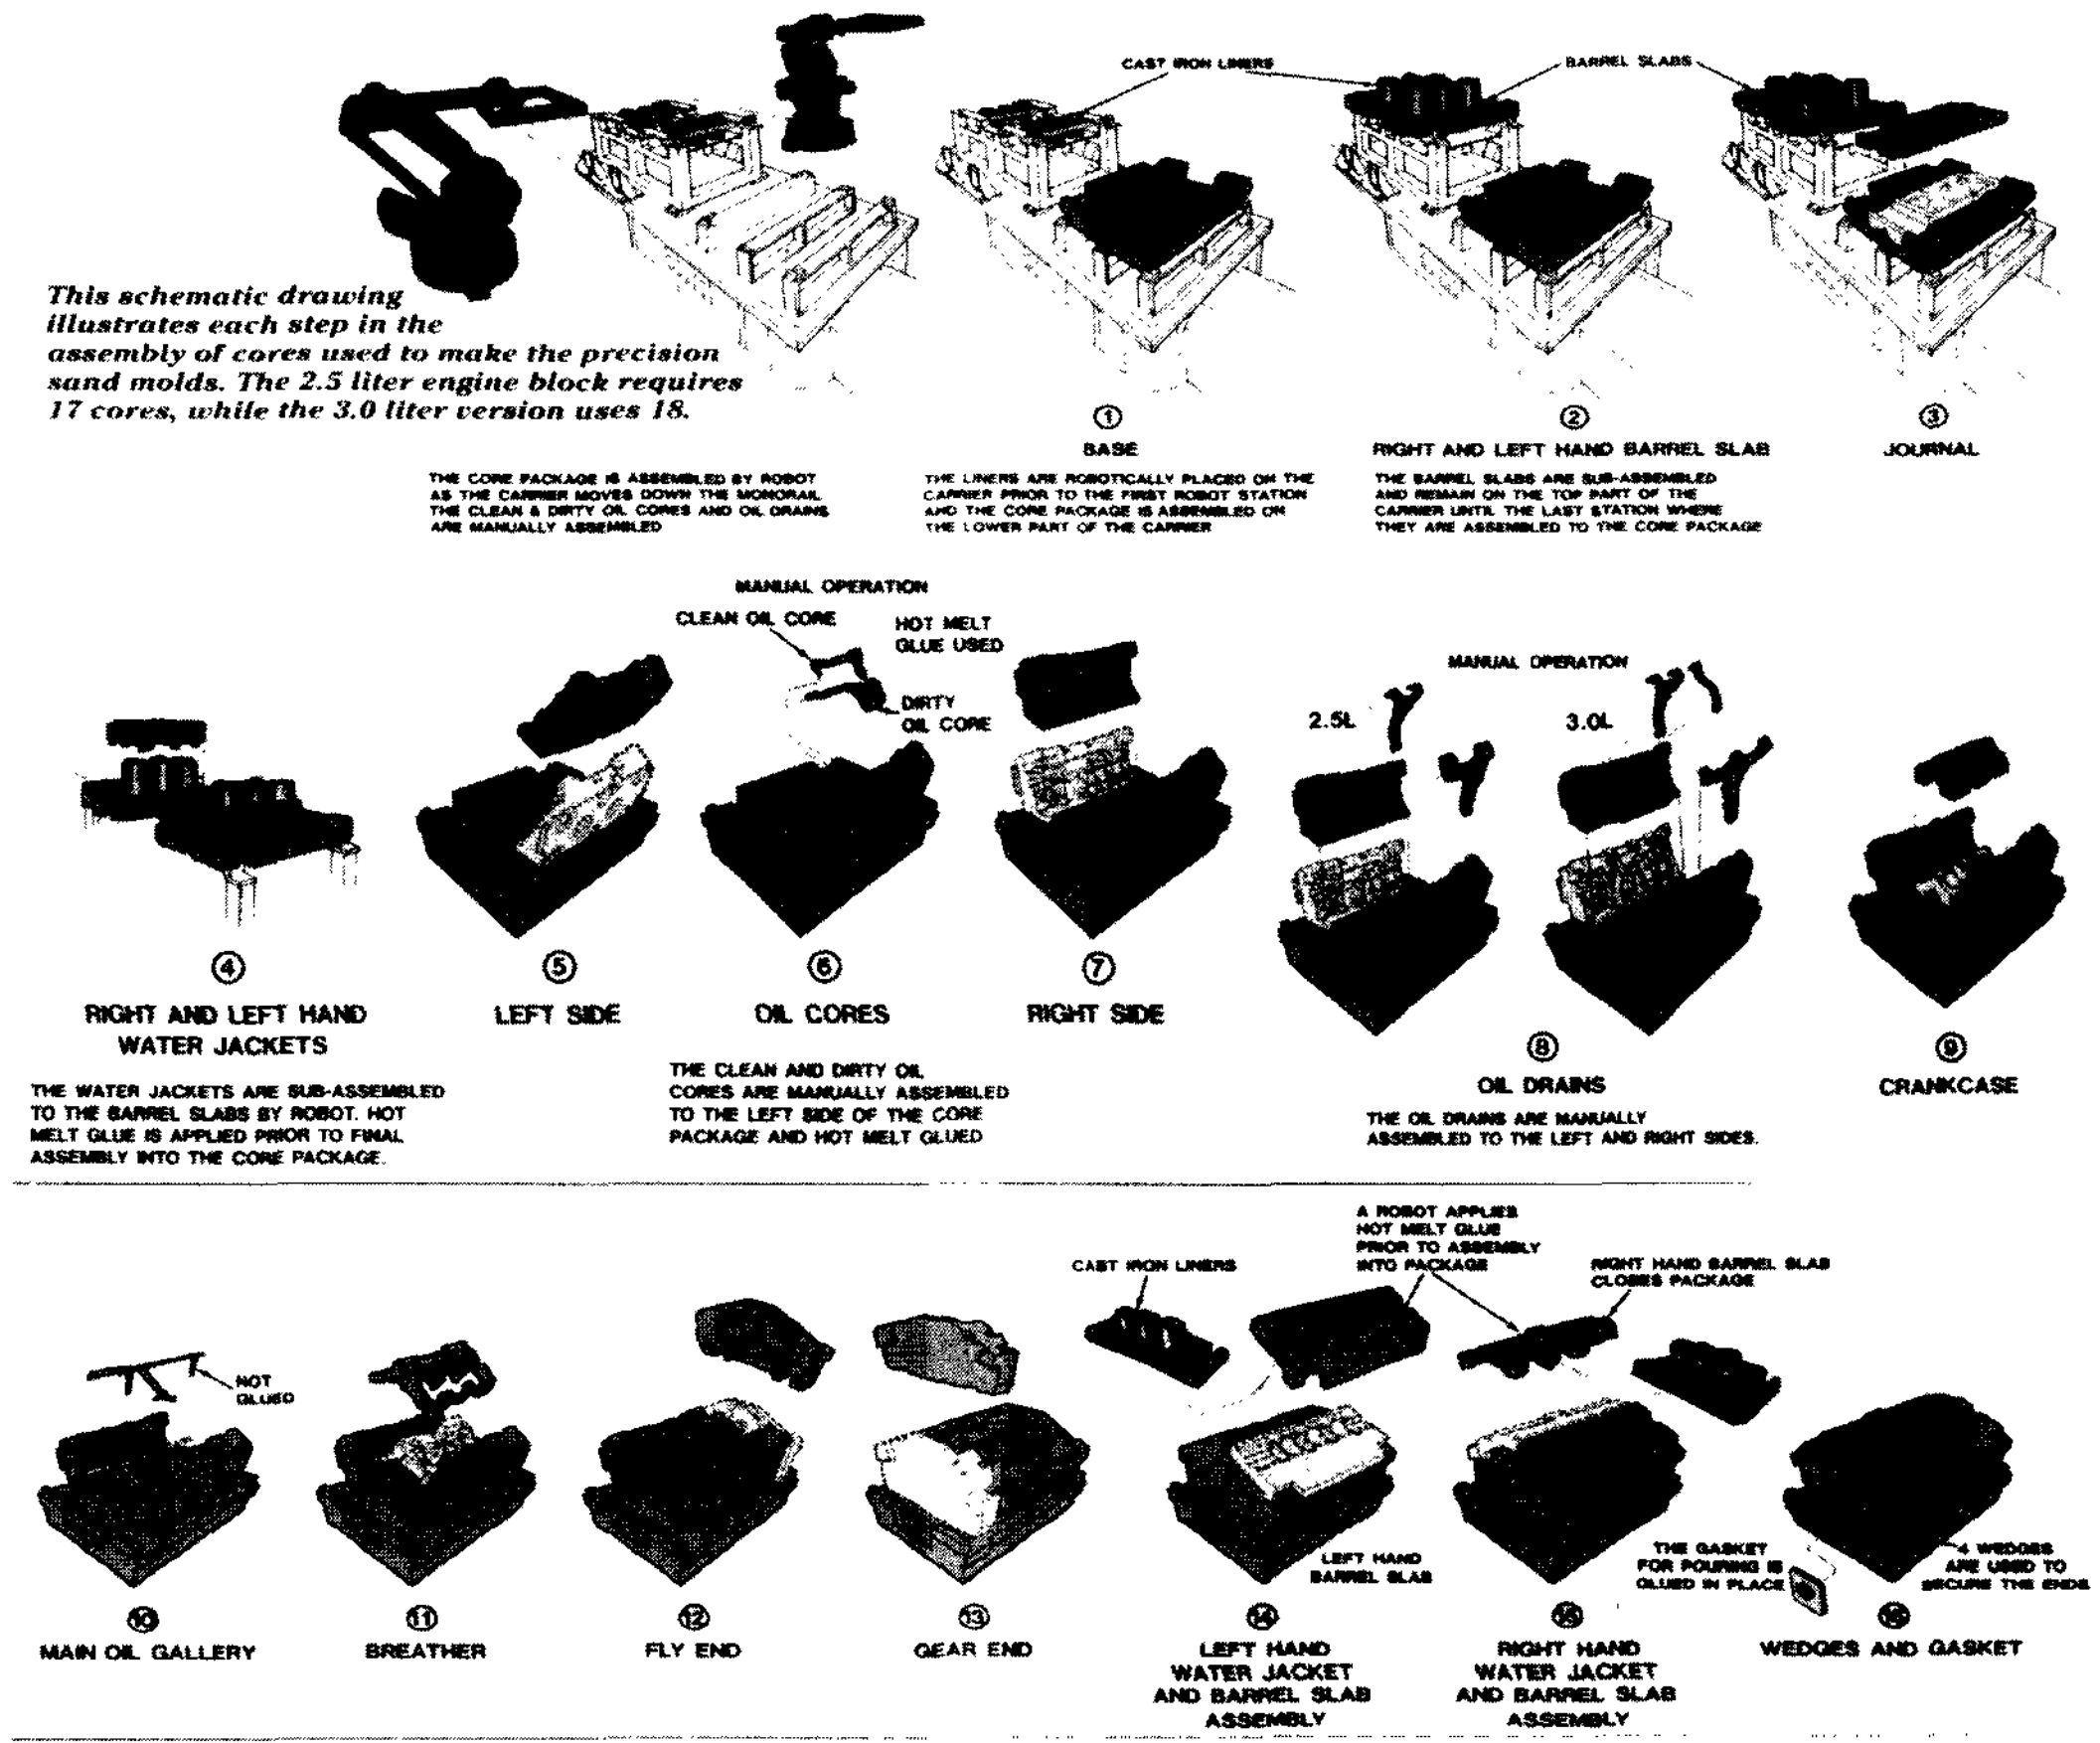 This schematic drawing
illustrates each step in the
assembly of cores used to make the precision
sand molds. The 2.5 liter engine block requires
17 cores, while the 3.0 liter version uses 18.
THE CORE PACKAGE IS ASSEMBLED BY ROBOT
AS THE CARRIER MOVES DOWN THE MONORAIL
THE CLEAN & DIRTY OIL CORES AND OIL DRAINS
ARE MANUALLY ASSEMBLED
CAST IRON LINERS
BARREL SLABS
1
BASE
THE LINERS ARE ROBOTICALLY PLACED ON THE
CARRIER PRIOR TO THE FIRST ROBOT STATION
AND THE CORE PACKAGE IS ASSEMBLED ON
THE LOWER PART OF THE CARRIER
2
RIGHT AND LEFT HAND BARREL SLAB
THE BARREL SLABS ARE SUB-ASSEMBLED
AND REMAIN ON THE TOP PART OF THE
CARRIER UNTIL THE LAST STATION WHERE
THEY ARE ASSEMBLED TO THE CORE PACKAGE
3
JOURNAL
4
RIGHT AND LEFT HAND
WATER JACKETS
THE WATER JACKETS ARE SUB-ASSEMBLED
TO THE BARREL SLABS BY ROBOT. HOT
MELT GLUE IS APPLIED PRIOR TO FINAL
ASSEMBLY INTO THE CORE PACKAGE.
5
LEFT SIDE
MANUAL OPERATION
CLEAN OIL CORE
HOT MELT
GLUE USED
DIRTY
OIL CORE
6
OIL CORES
THE CLEAN AND DIRTY OIL
CORES ARE MANUALLY ASSEMBLED
TO THE LEFT SIDE OF THE CORE
PACKAGE AND HOT MELT GLUED
7
RIGHT SIDE
MANUAL OPERATION
2.5L
3.0L
8
OIL DRAINS
THE OIL DRAINS ARE MANUALLY
ASSEMBLED TO THE LEFT AND RIGHT SIDES.
9
CRANKCASE
NOT
GLUED
10
MAIN OIL GALLERY
11
BREATHER
12
FLY END
13
GEAR END
CAST IRON LINERS
A ROBOT APPLIES
HOT MELT GLUE
PRIOR TO ASSEMBLY
INTO PACKAGE
LEFT HAND
BARREL SLAB
14
LEFT HAND
WATER JACKET
AND BARREL SLAB
ASSEMBLY
RIGHT HAND BARREL SLAB
CLOSES PACKAGE
15
RIGHT HAND
WATER JACKET
AND BARREL SLAB
ASSEMBLY
THE GASKET
FOR POURING IS
GLUED IN PLACE
4 WEDGES
ARE USED TO
SECURE THE ENDS
16
WEDGES AND GASKET